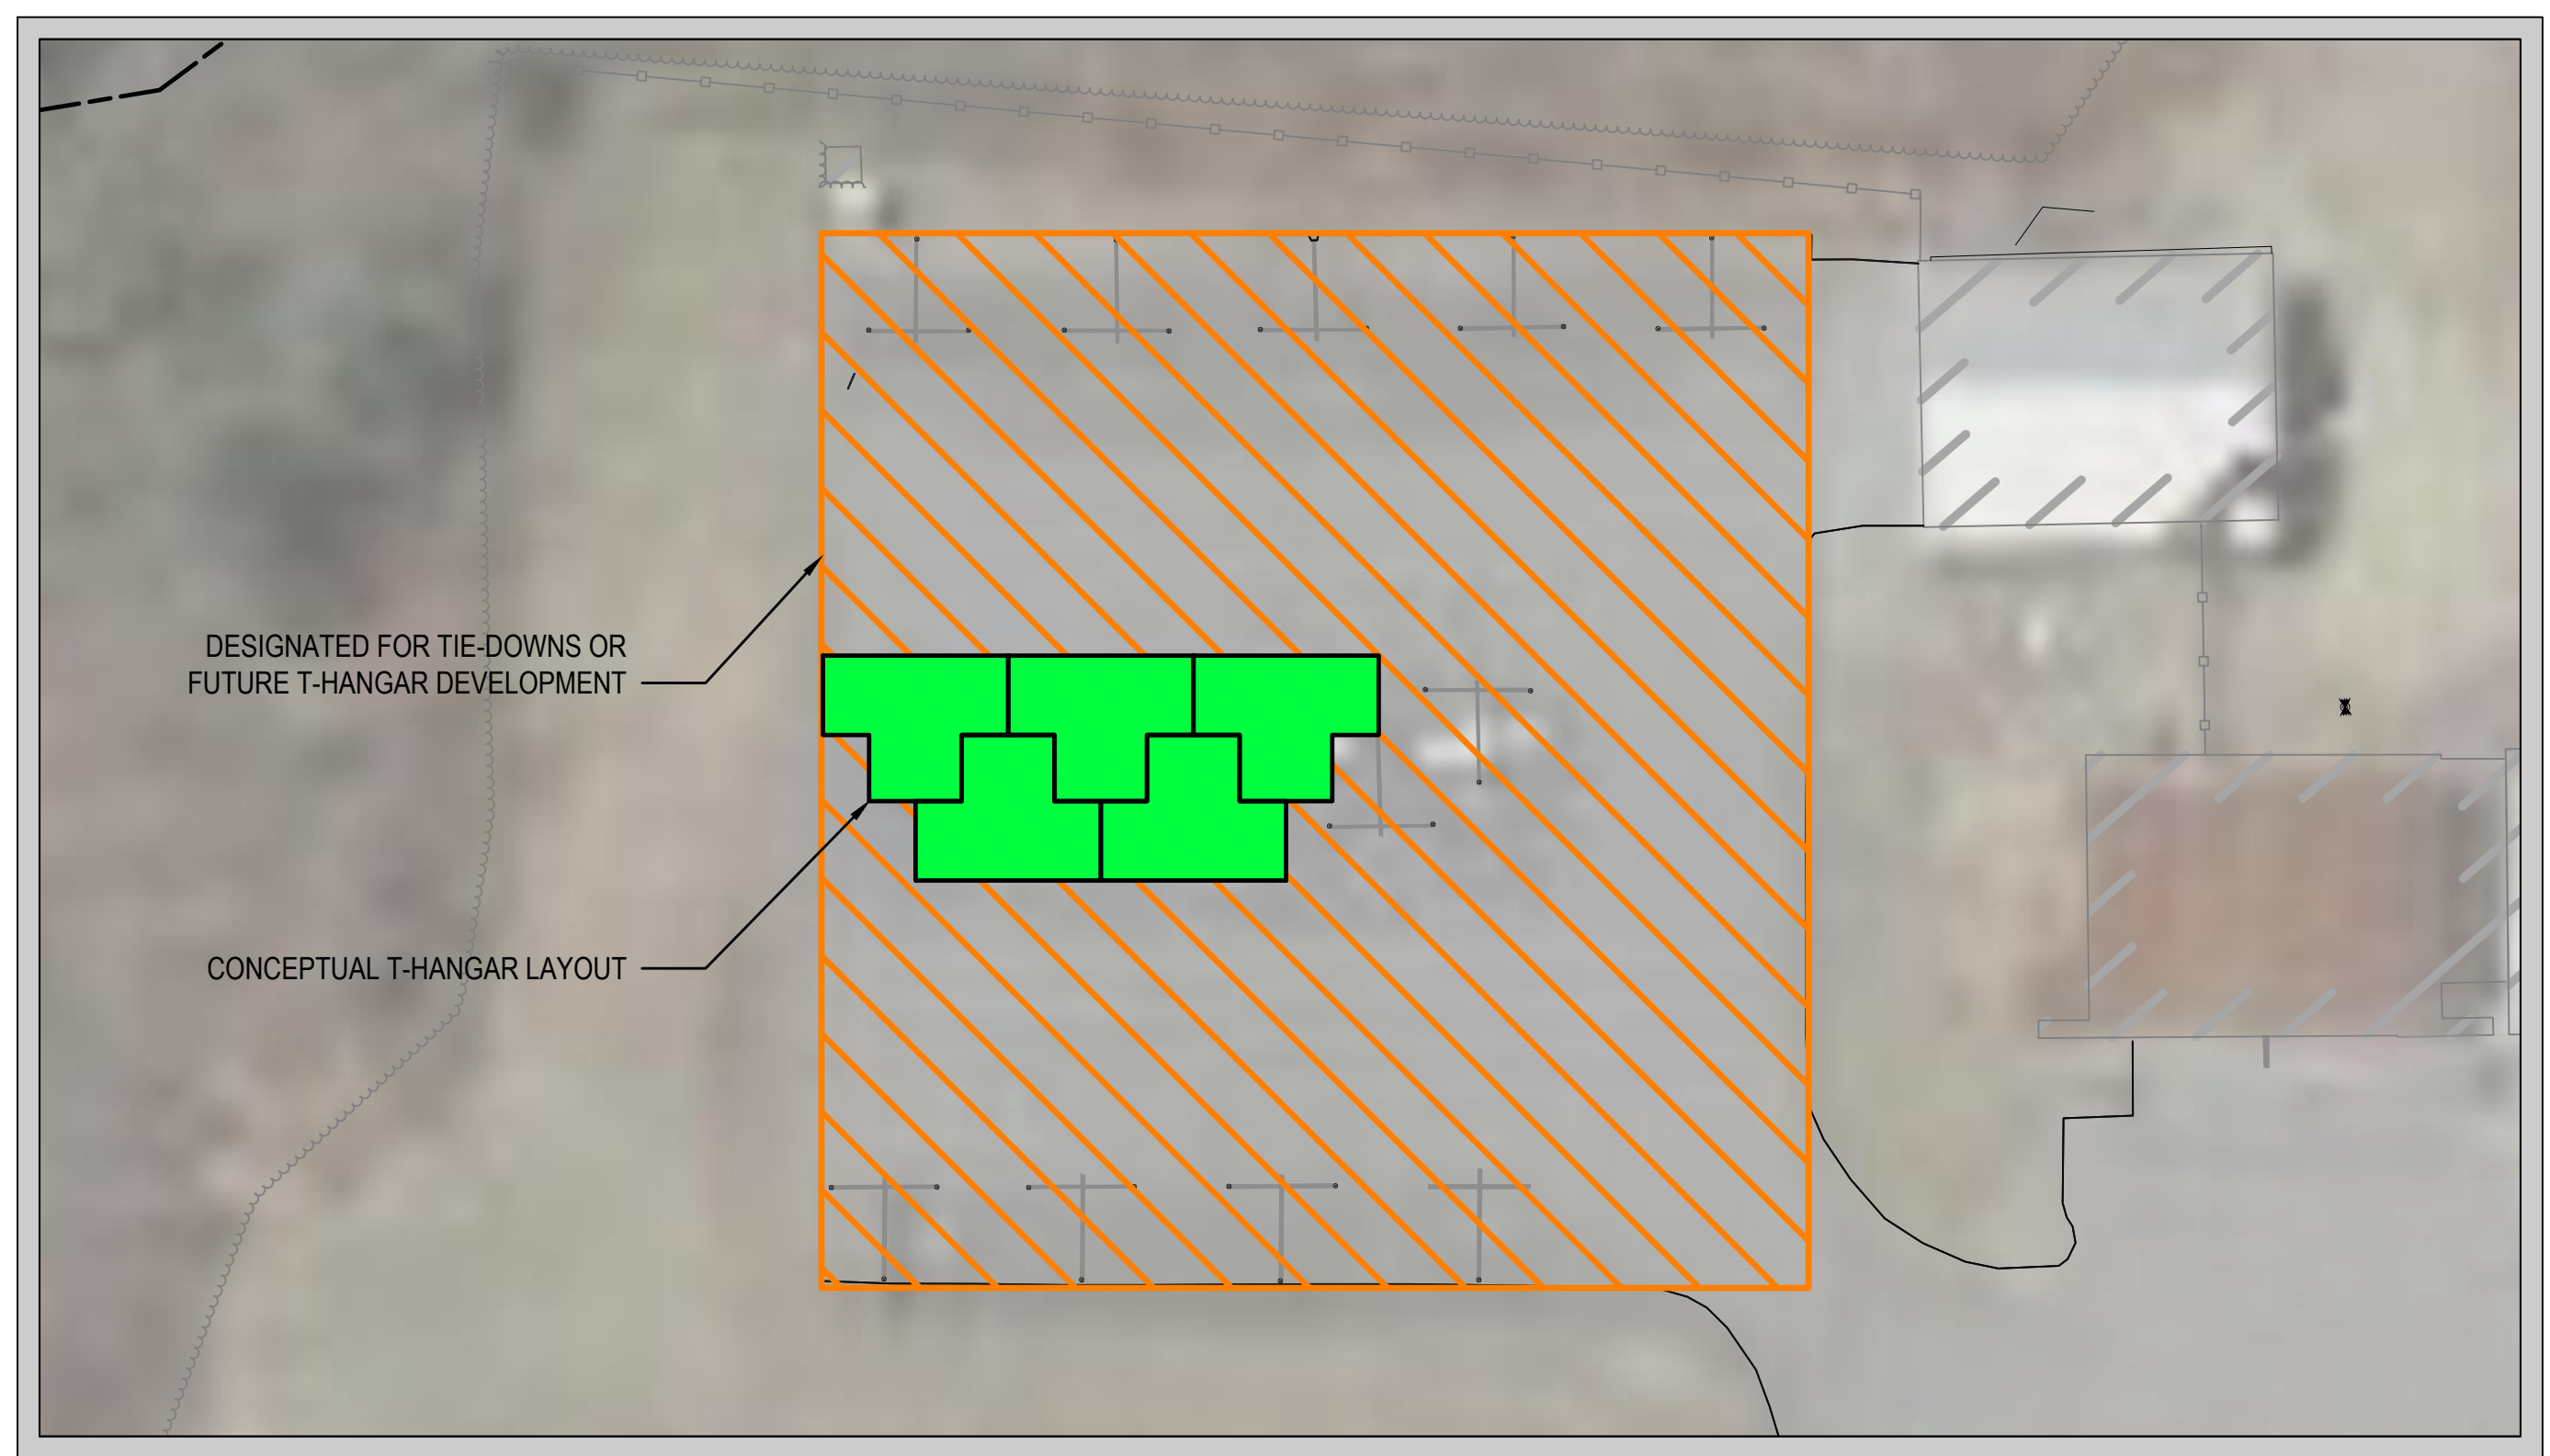 DESIGNATED FOR TIE-DOWNS OR
FUTURE T-HANGAR DEVELOPMENT
CONCEPTUAL T-HANGAR LAYOUT